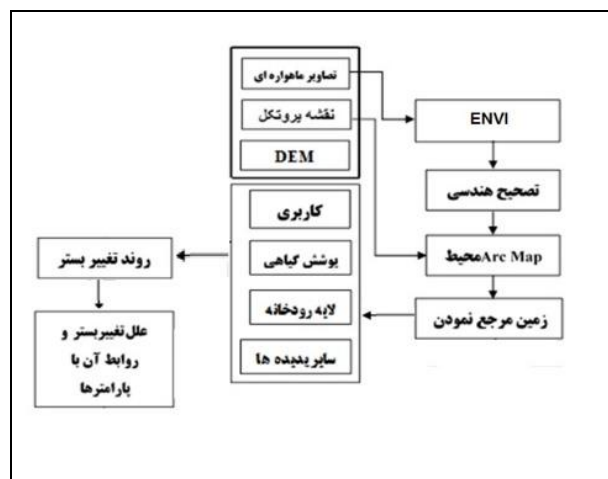 تصاویر ماهواره ای
نقشه پروتکل
DEM
ENVI
تصحیح هندسی
محیطArc Map
زمین مرجع نمودن
کاربری
پوشش گیاهی
لایه رودخانه
سایر پدیده ها
روند تغییر بستر
علل تغییربستر و
روابط آن با
پارامترها